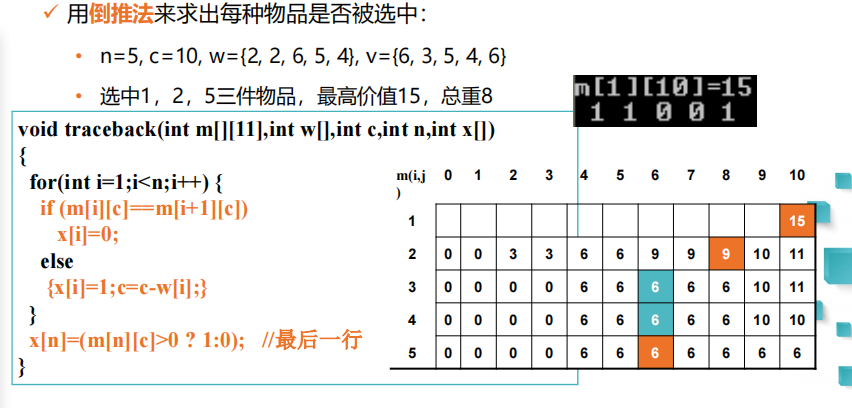 ✓ 用倒推法来求出每种物品是否被选中：
• n=5, c=10, w={2, 2, 6, 5, 4}, v={6, 3, 5, 4, 6}
• 选中1，2，5三件物品，最高价值15，总重8
m[1][10]=15
1 1 0 0 1
void traceback(int m[][11],int w[],int c,int n,int x[])
{
for(int i=1;i<n;i++) {
if (m[i][c]==m[i+1][c])
x[i]=0;
else
{x[i]=1;c=c-w[i];}
}
x[n]=(m[n][c]>0 ? 1:0); //最后一行
}
m(i,j
) 0 1 2 3 4 5 6 7 8 9 10
1 15
2 0 0 3 3 6 6 9 9 9 10 11
3 0 0 0 0 6 6 6 6 6 10 11
4 0 0 0 0 6 6 6 6 6 10 10
5 0 0 0 0 6 6 6 6 6 6 6